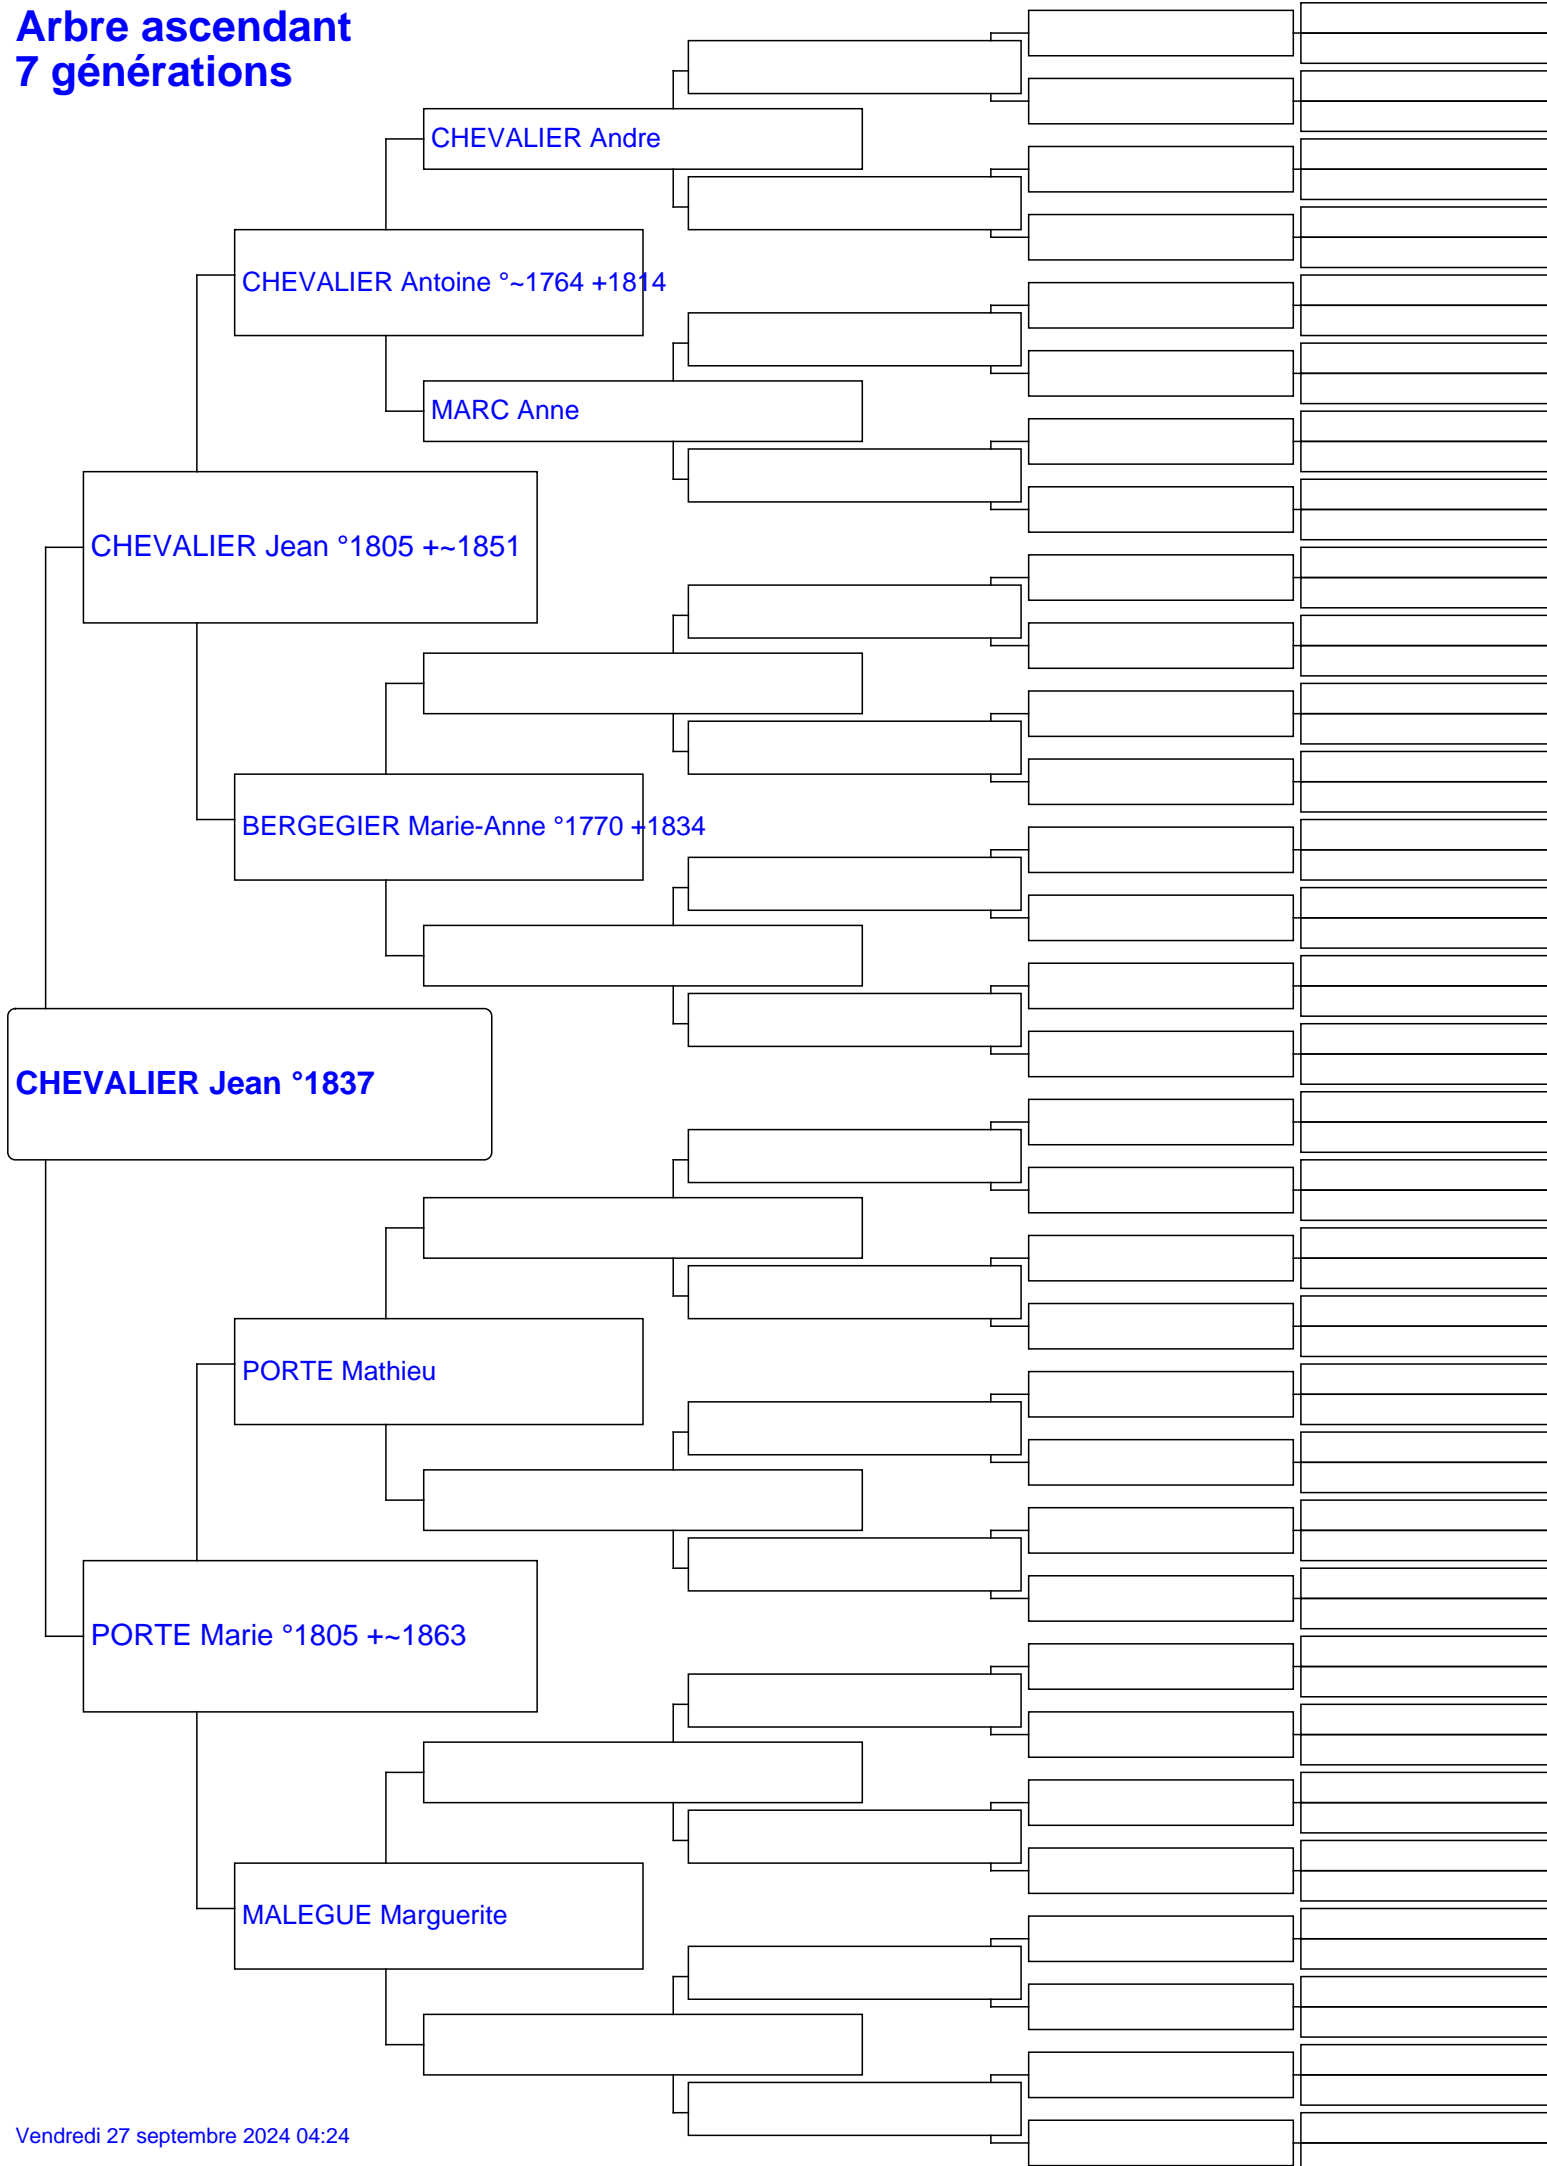 Arbre ascendant
7 générations
CHEVALIER Andre
CHEVALIER Antoine °~1764 +1814
MARC Anne
CHEVALIER Jean °1805 +~1851
BERGEGIER Marie-Anne °1770 +1834
CHEVALIER Jean °1837
PORTE Mathieu
PORTE Marie °1805 +~1863
MALEGUE Marguerite
Vendredi 27 septembre 2024 04:24